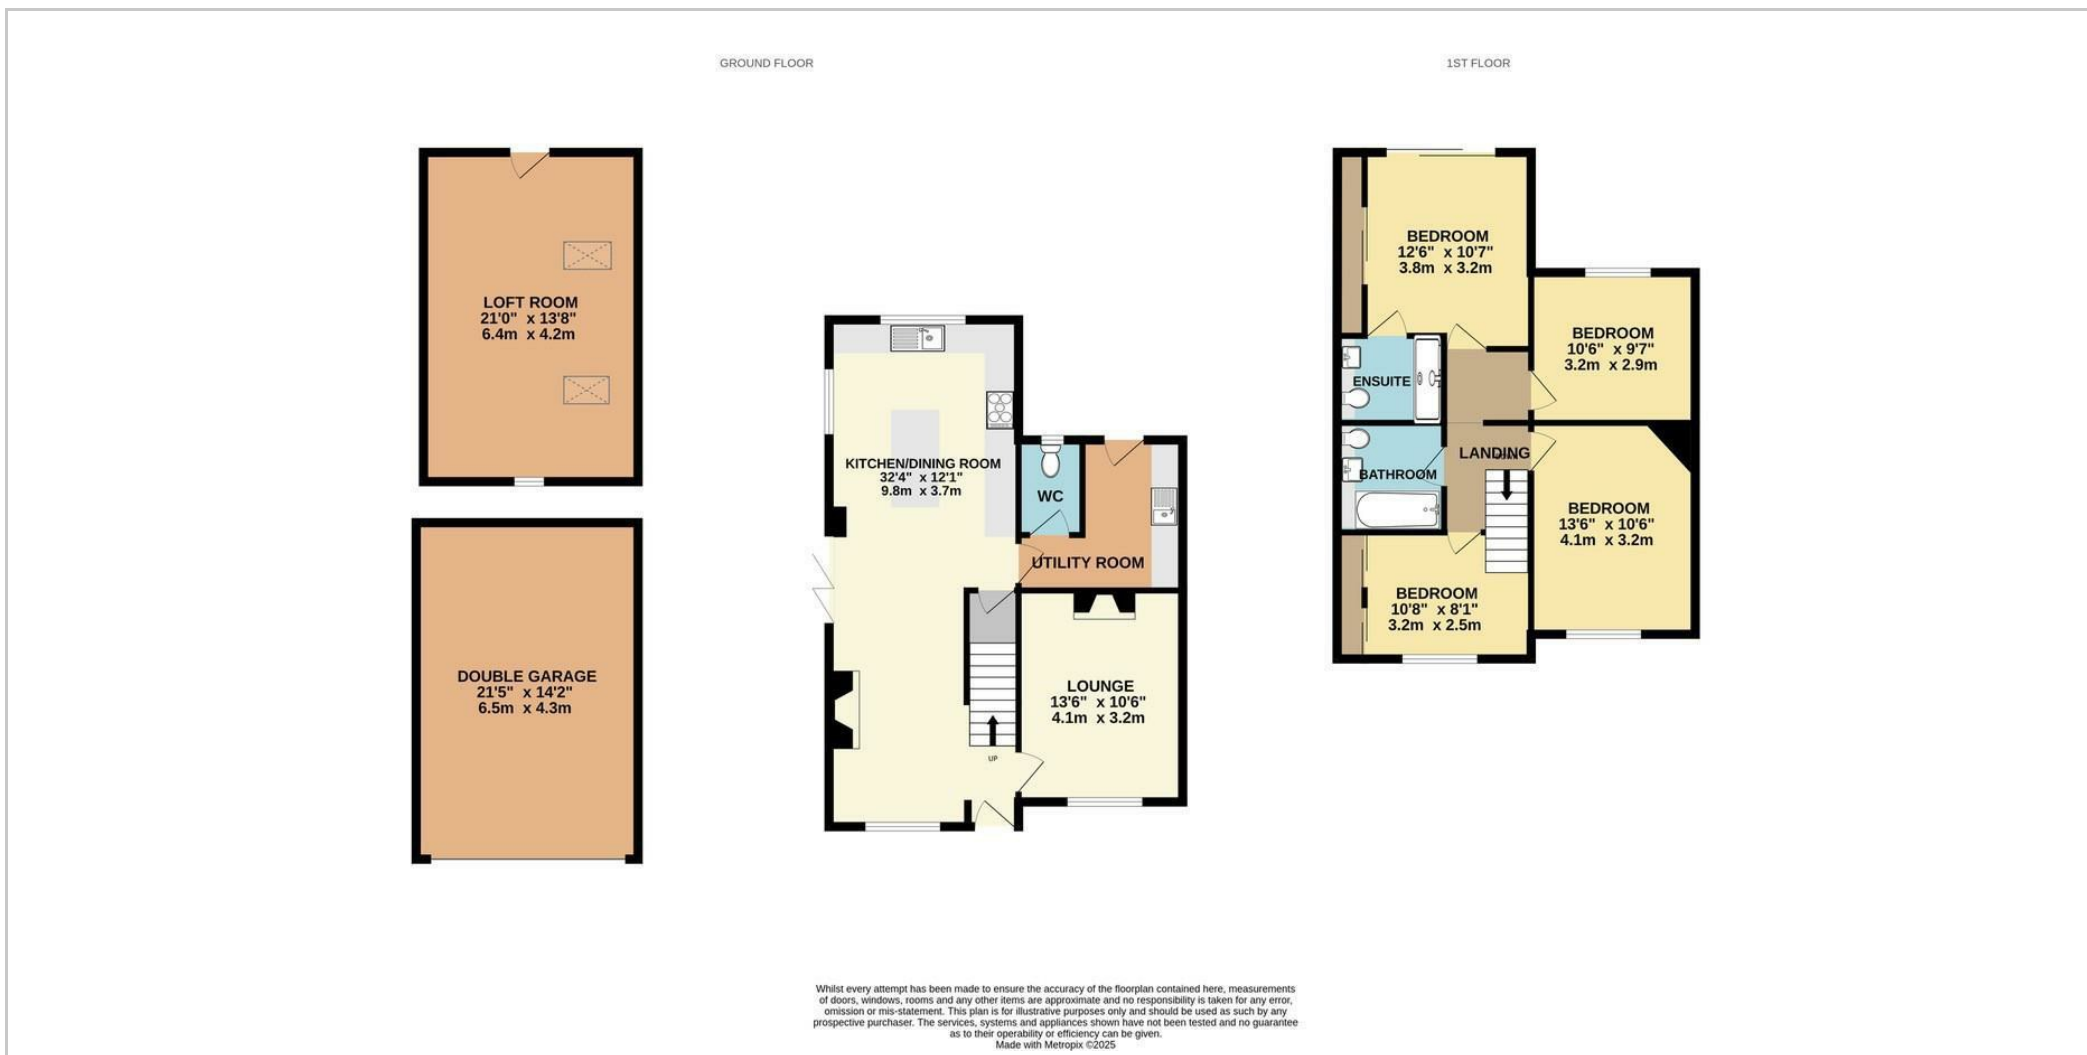 GROUND FLOOR
1ST FLOOR
LOFT ROOM
21'0" x 13'8"
6.4m x 4.2m
DOUBLE GARAGE
21'5" x 14'2"
6.5m x 4.3m
KITCHEN/DINING ROOM
32'4" x 12'1"
9.8m x 3.7m
WC
UTILITY ROOM
LOUNGE
13'6" x 10'6"
4.1m x 3.2m
UP
BEDROOM
12'6" x 10'7"
3.8m x 3.2m
BEDROOM
10'6" x 9'7"
3.2m x 2.9m
ENSUITE
LANDING
BATHROOM
BEDROOM
13'6" x 10'6"
4.1m x 3.2m
BEDROOM
10'8" x 8'1"
3.2m x 2.5m
Whilst every attempt has been made to ensure the accuracy of the floorplan contained here, measurements
of doors, windows, rooms and any other items are approximate and no responsibility is taken for any error,
omission or mis-statement. This plan is for illustrative purposes only and should be used as such by any
prospective purchaser. The services, systems and appliances shown have not been tested and no guarantee
as to their operability or efficiency can be given.
Made with Metropix ©2025